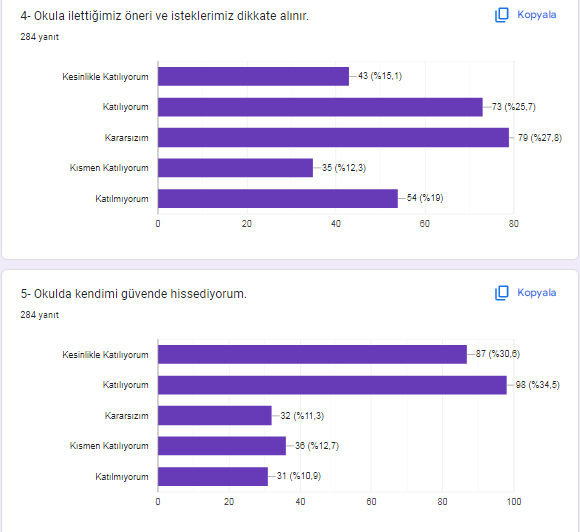 4- Okula ilettiğimiz öneri ve isteklerimiz dikkate alınır.
Kopyala
284 yanıt
Kesinlikle Katılıyorum 43 (%15,1)
Katılıyorum 73 (%25,7)
Kararsızım 79 (%27,8)
Kısmen Katılıyorum 35 (%12,3)
Katılmıyorum 54 (%19)
0 20 40 60 80
5- Okulda kendimi güvende hissediyorum.
Kopyala
284 yanıt
Kesinlikle Katılıyorum 87 (%30,6)
Katılıyorum 98 (%34,5)
Kararsızım 32 (%11,3)
Kısmen Katılıyorum 36 (%12,7)
Katılmıyorum 31 (%10,9)
0 20 40 60 80 100